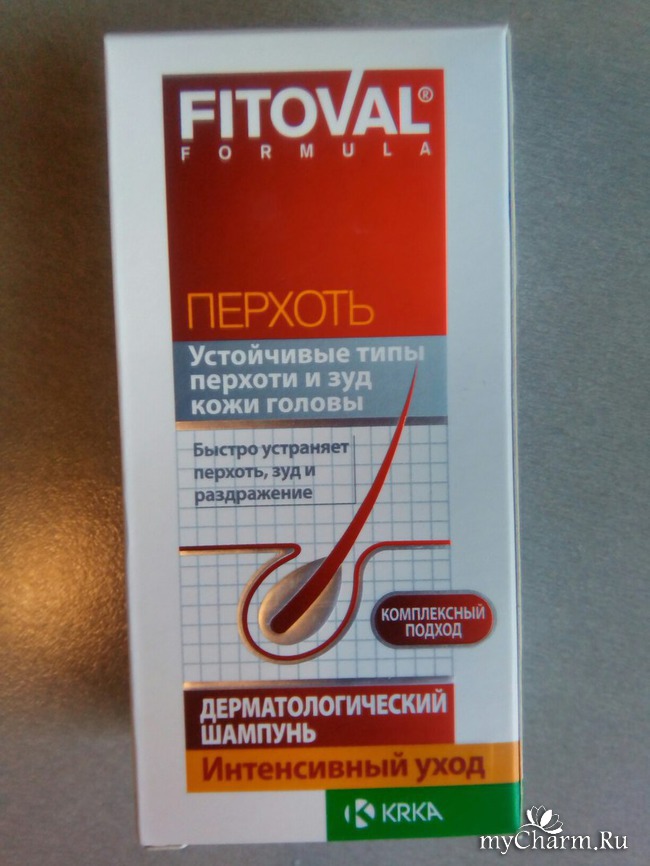 FITOVAL®
FORMULA
ПЕРХОТЬ
Устойчивые типы
перхоти и зуд
кожи головы
Быстро устраняет
перхоть, зуд и
раздражение
КОМПЛЕКСНЫЙ
ПОДХОД
ДЕРМАТОЛОГИЧЕСКИЙ
ШАМПУНЬ
Интенсивный уход
KRKA
myCharm.Ru